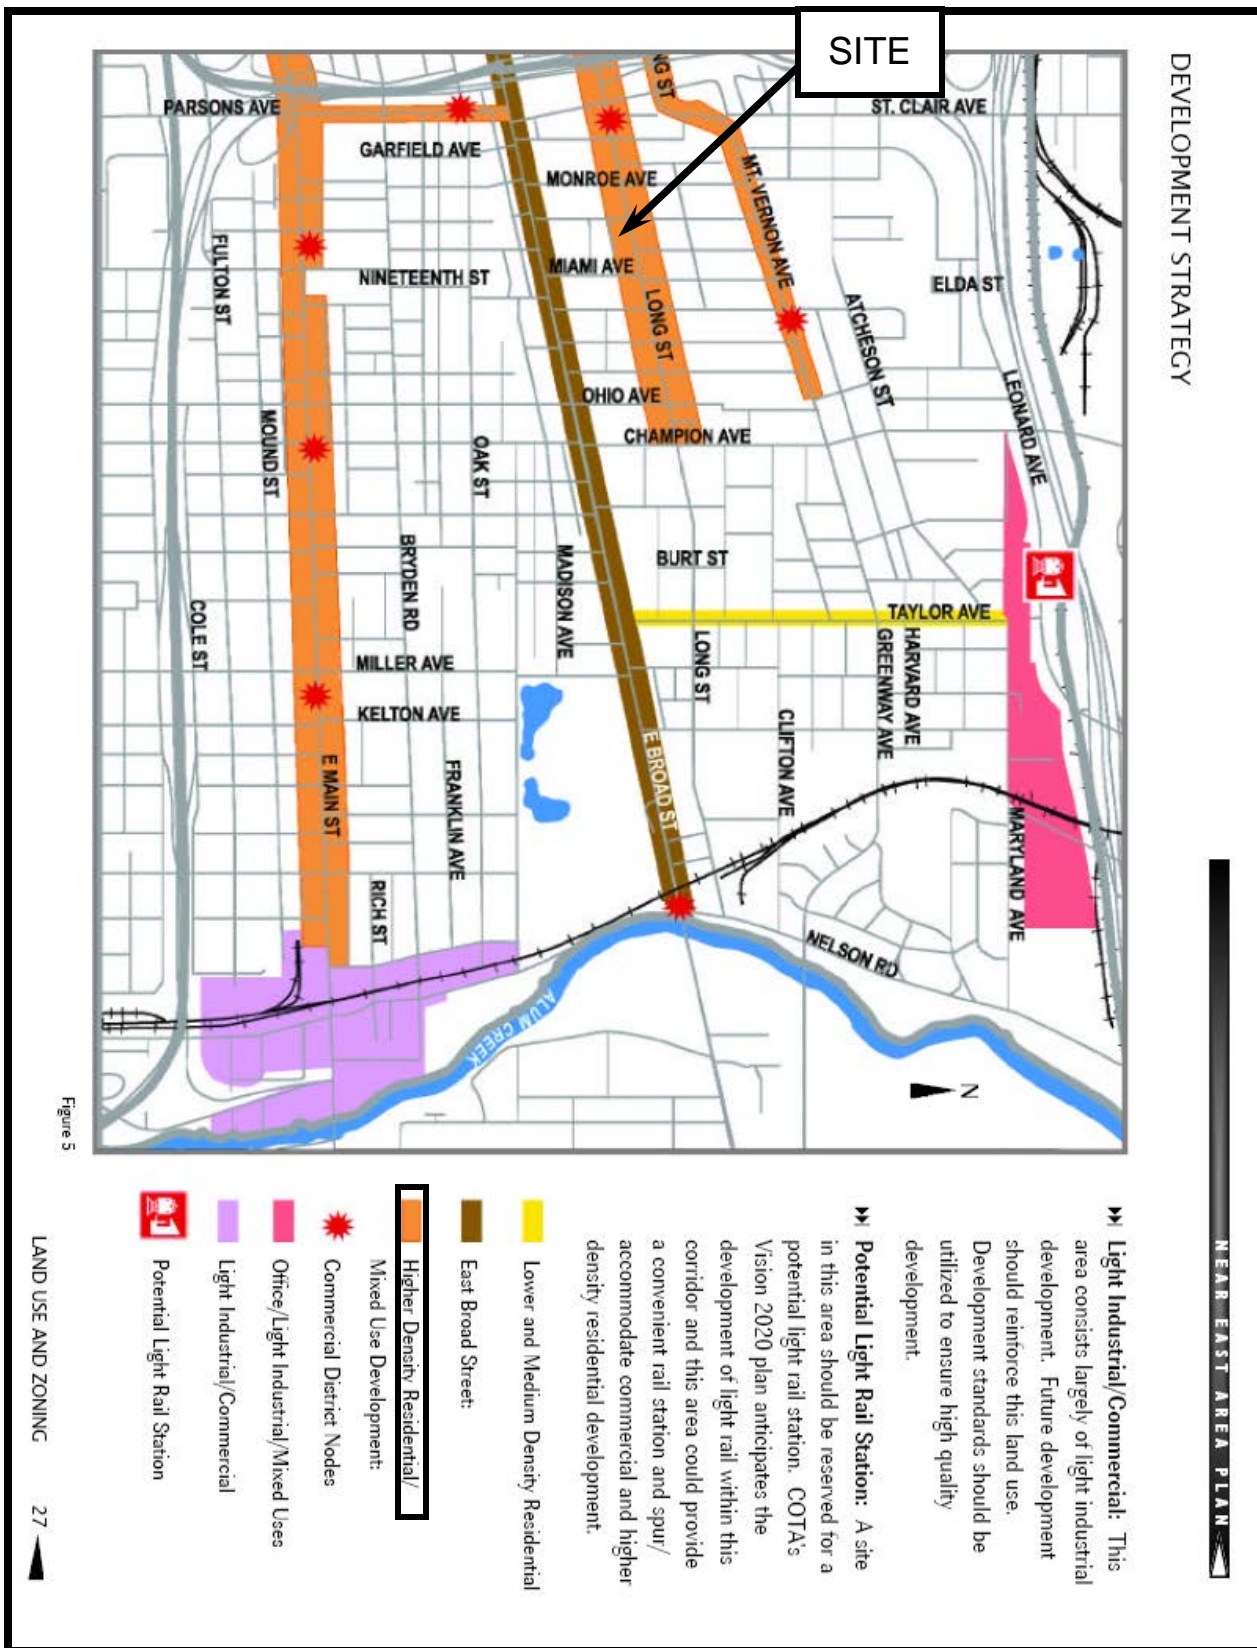 SITE
DEVELOPMENT STRATEGY
NEAR EAST AREA PLAN
PARSONS AVE
NG ST
ST. CLAIR AVE
GARFIELD AVE
MONROE AVE
MT. VERNON AVE
FULTON ST
NINETEENTH ST
MIAMI AVE
LONG ST
ATCHESON ST
ELDA ST
LEONARD AVE
OHIO AVE
CHAMPION AVE
MOUND ST
OAK ST
BRYDEN RD
MADISON AVE
BURT ST
TAYLOR AVE
COLE ST
MILLER AVE
KELTON AVE
LONG ST
HARVARD AVE
GREENWAY AVE
CLIFTON AVE
E BROAD ST
E MAIN ST
FRANKLIN AVE
RICH ST
MARYLAND AVE
NELSON RD
ALUM CREEK
N
Figure 5
Light Industrial/Commercial: This
area consists largely of light industrial
development. Future development
should reinforce this land use.
Development standards should be
utilized to ensure high quality
development.
Potential Light Rail Station: A site
in this area should be reserved for a
potential light rail station. COTA's
Vision 2020 plan anticipates the
development of light rail within this
corridor and this area could provide
a convenient rail station and spur/
accommodate commercial and higher
density residential development.
Lower and Medium Density Residential
East Broad Street:
Higher Density Residential/
Mixed Use Development:
Commercial District Nodes
Office/Light Industrial/Mixed Uses
Light Industrial/Commercial
Potential Light Rail Station
LAND USE AND ZONING 27